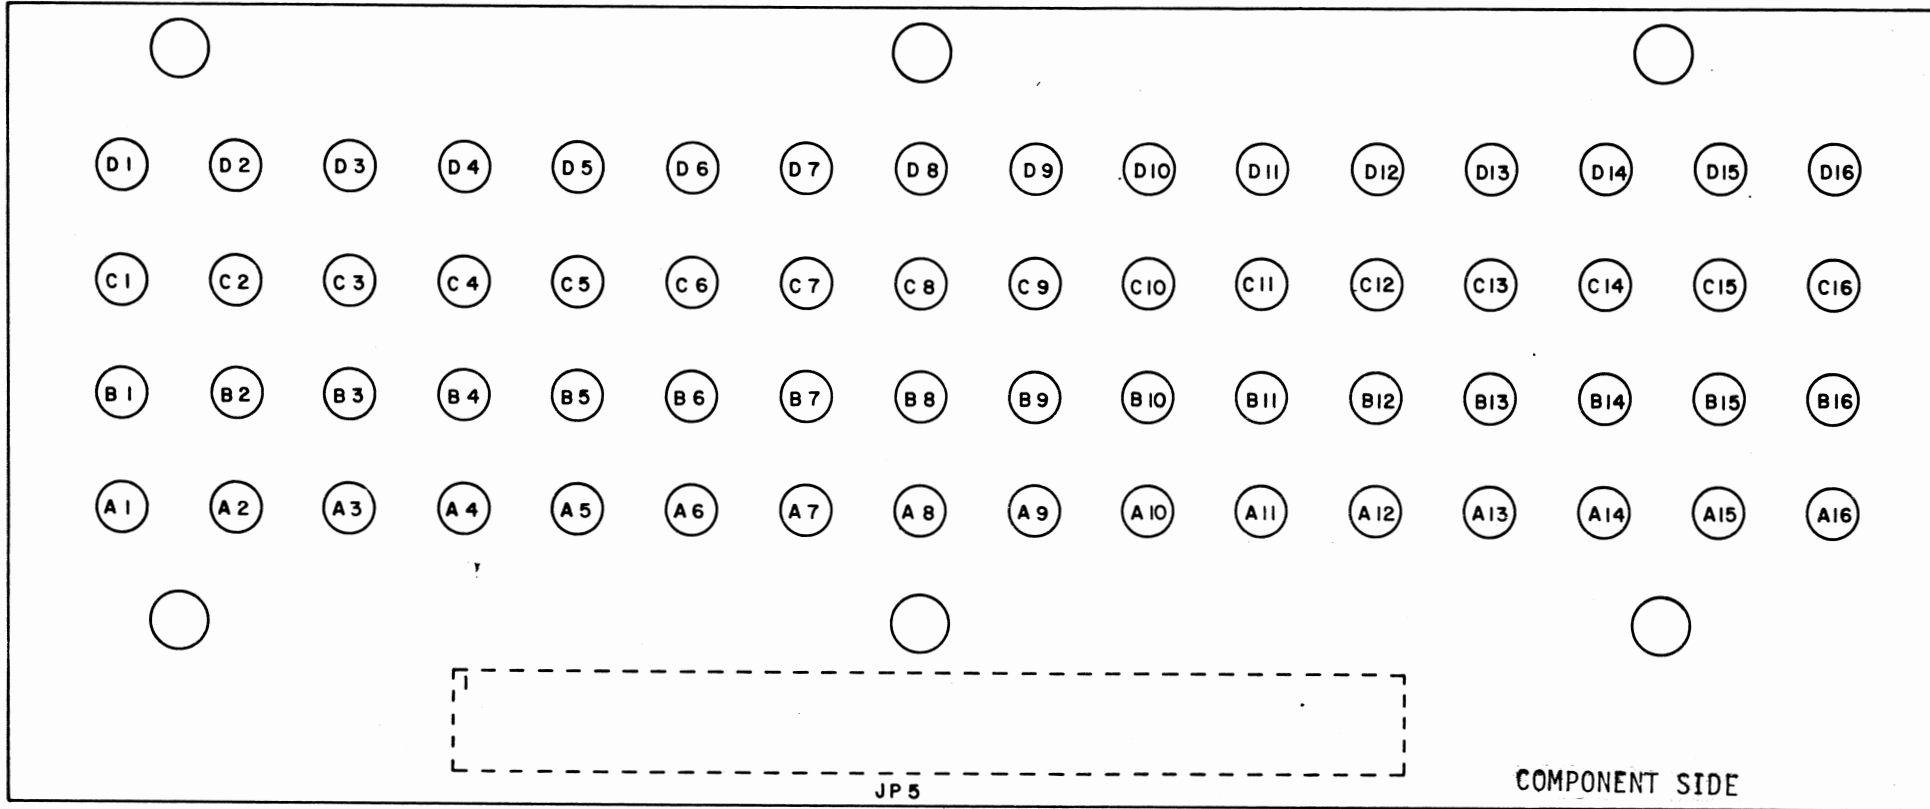 D1 D2 D3 D4 D5 D6 D7 D8 D9 D10 D11 D12 D13 D14 D15 D16
C1 C2 C3 C4 C5 C6 C7 C8 C9 C10 C11 C12 C13 C14 C15 C16
B1 B2 B3 B4 B5 B6 B7 B8 B9 B10 B11 B12 B13 B14 B15 B16
A1 A2 A3 A4 A5 A6 A7 A8 A9 A10 A11 A12 A13 A14 A15 A16
JP5
COMPONENT SIDE